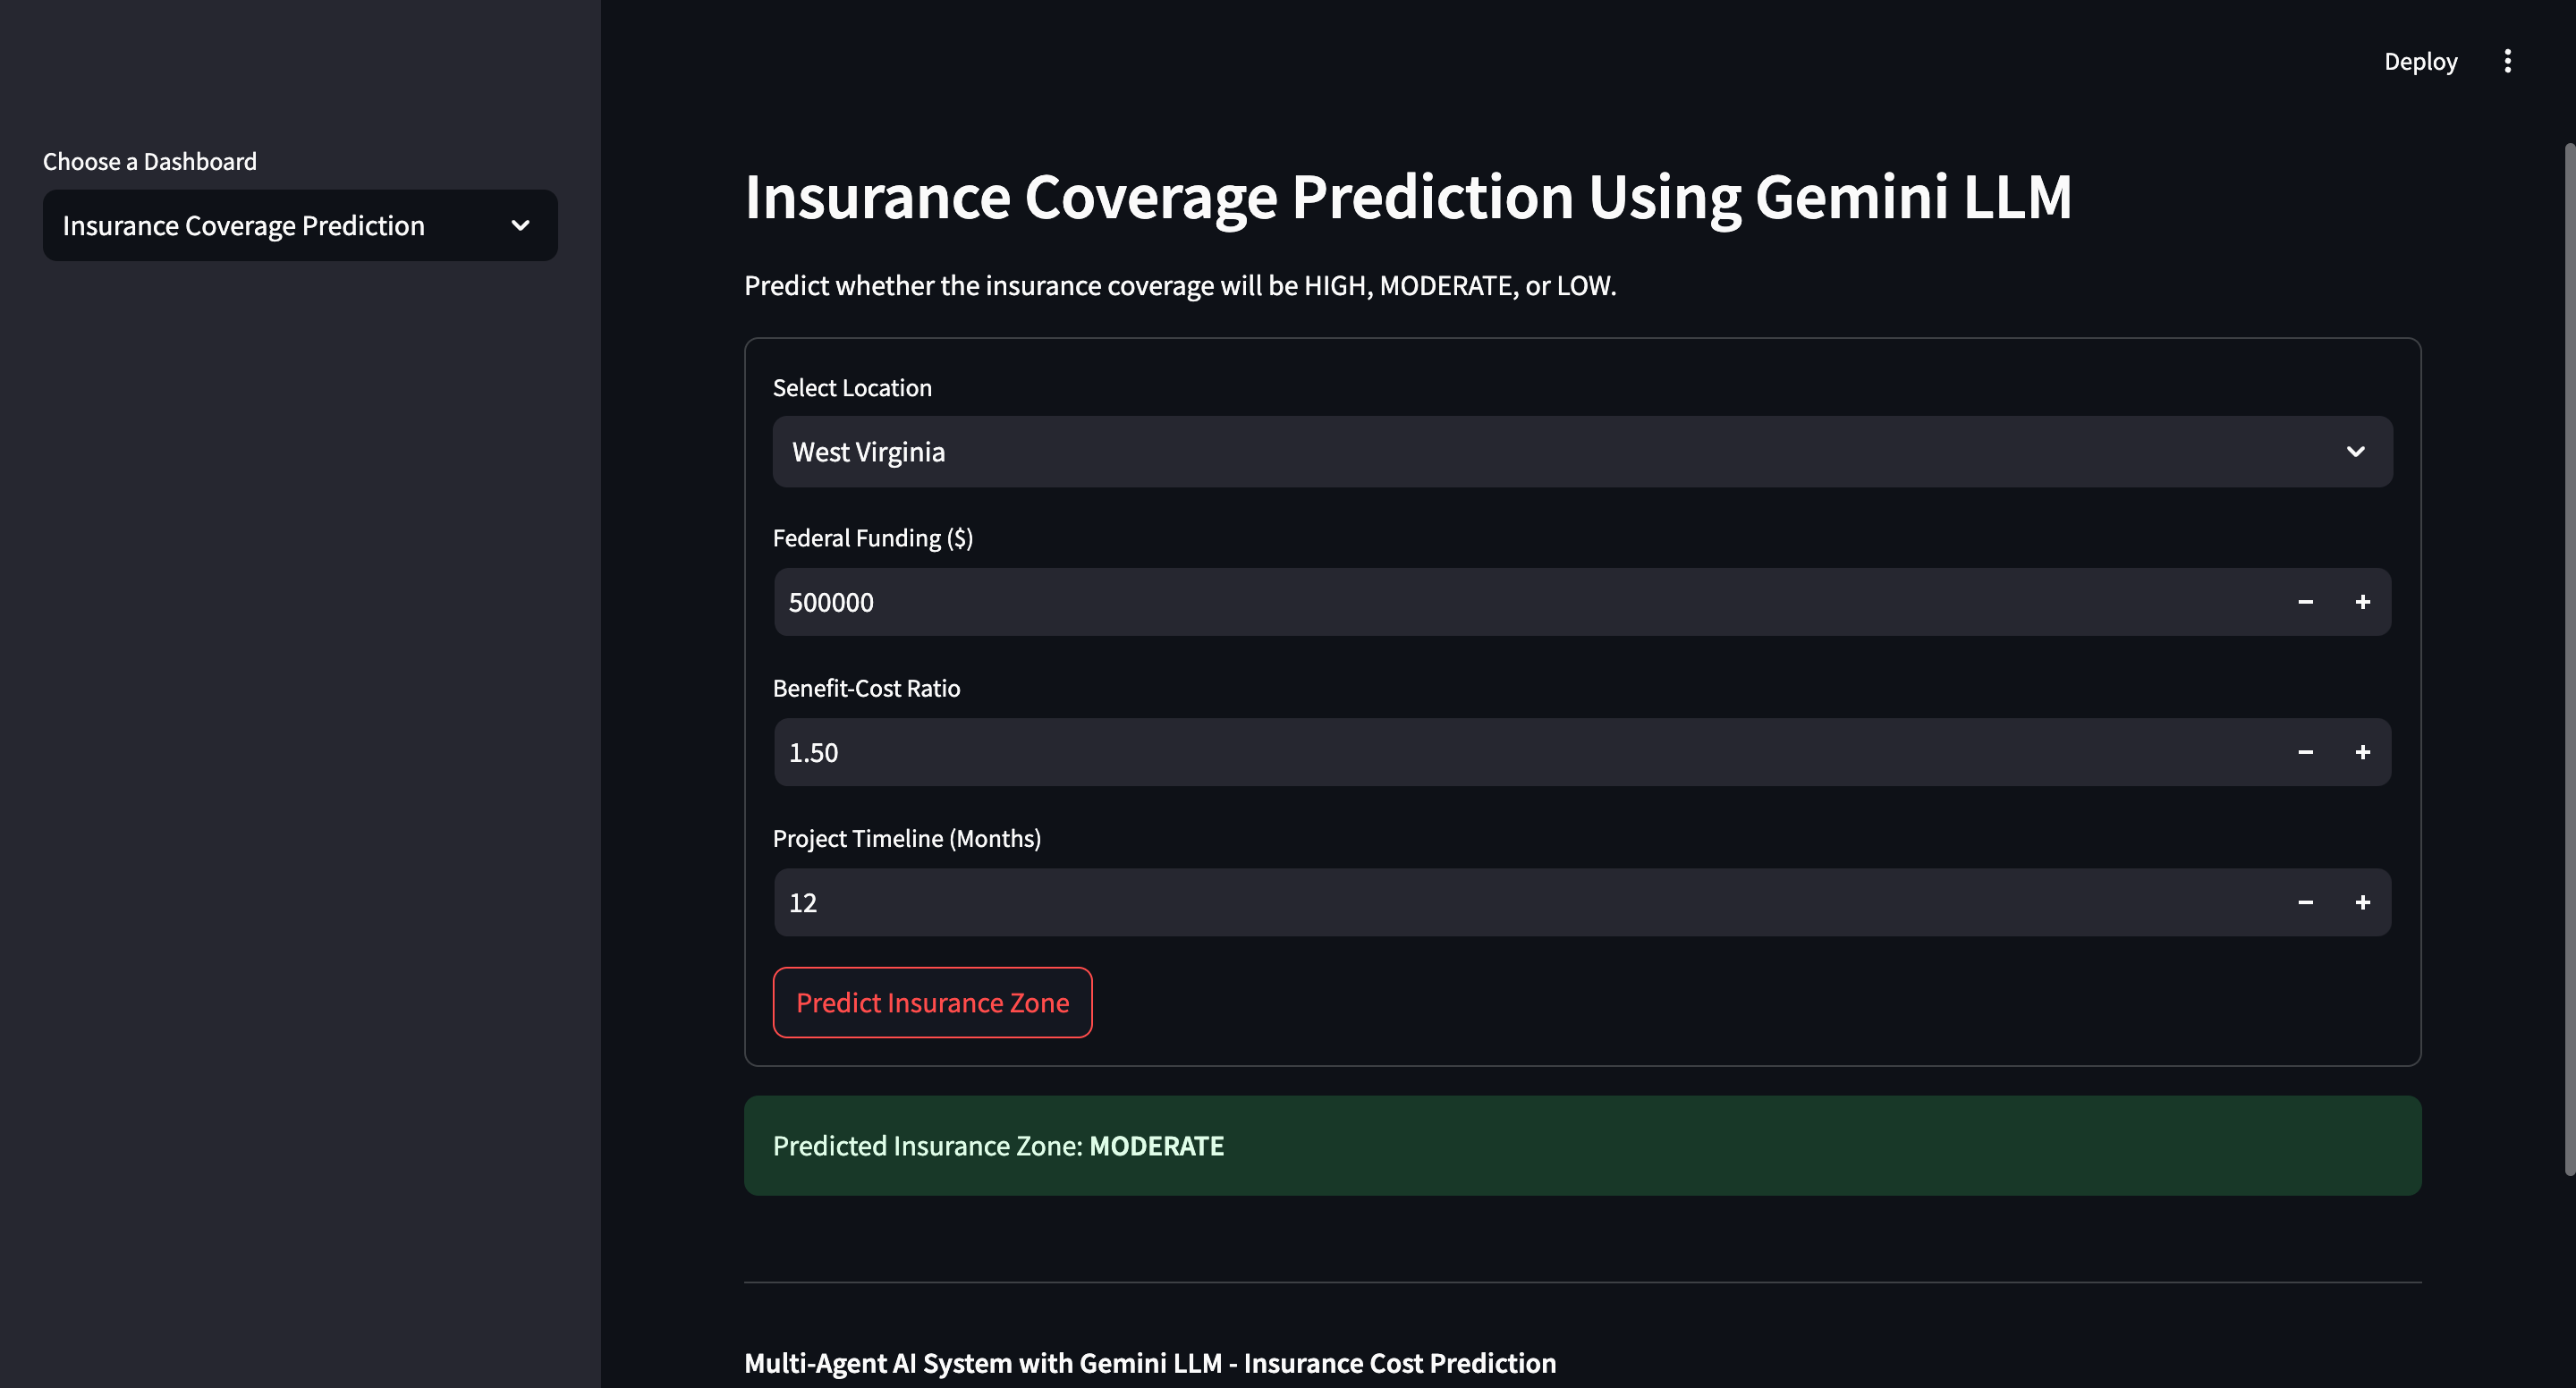 Deploy
Choose a Dashboard
Insurance Coverage Prediction
Insurance Coverage Prediction Using Gemini LLM
Predict whether the insurance coverage will be HIGH, MODERATE, or LOW.
Select Location
West Virginia
Federal Funding ($)
500000
Benefit-Cost Ratio
1.50
Project Timeline (Months)
12
Predict Insurance Zone
Predicted Insurance Zone: MODERATE
Multi-Agent AI System with Gemini LLM - Insurance Cost Prediction